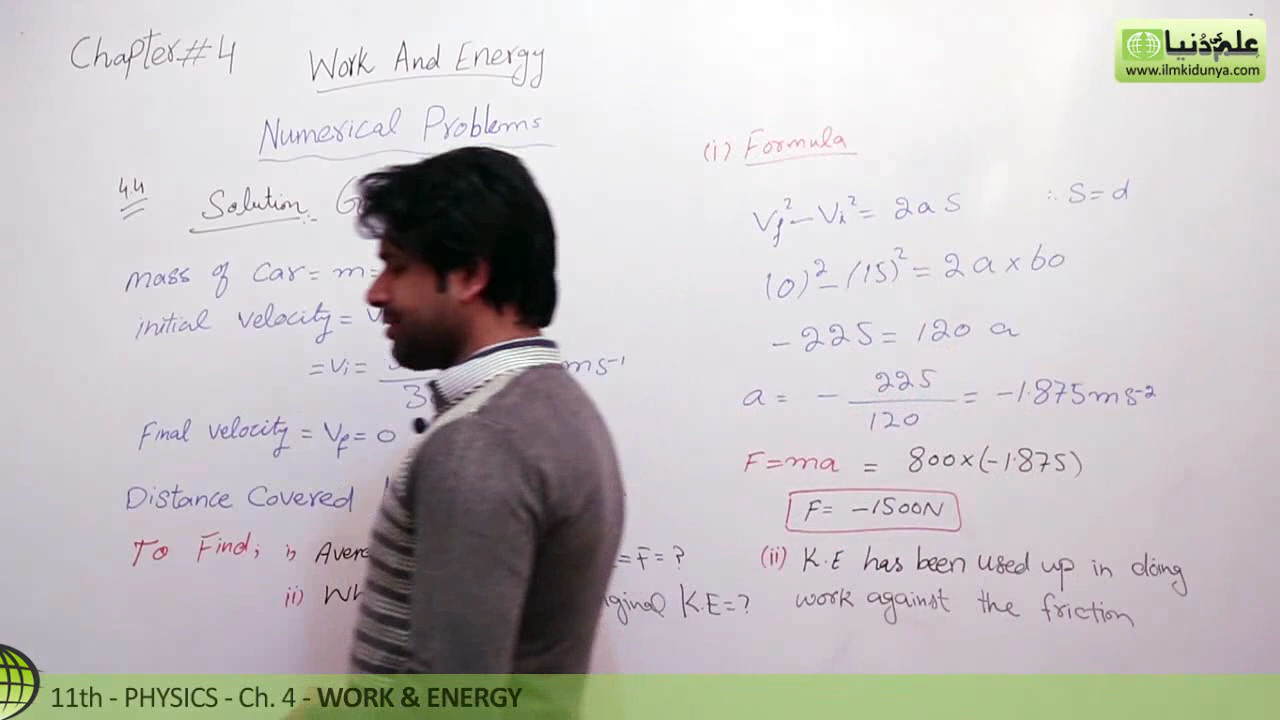 Chapter#4
Work And Energy
علم کی دُنیا
www.ilmkidunya.com
Numerical Problems
4.4
Solution:-
mass of car = m =
initial velocity = V
= Vi =
ms⁻¹
Final velocity = Vf = 0
Distance Covered
To Find; i,
= F = ?
ii)
K.E = ?
(i) Formula
Vf² - Vi² = 2aS ∴ S = d
(0)² - (15)² = 2a × 60
-225 = 120 a
a = - 225/120 = -1.875 ms⁻²
F = ma = 800×(-1.875)
F = -1500N
(ii) K.E has been used up in doing
work against the friction
11th - PHYSICS - Ch. 4 - WORK & ENERGY